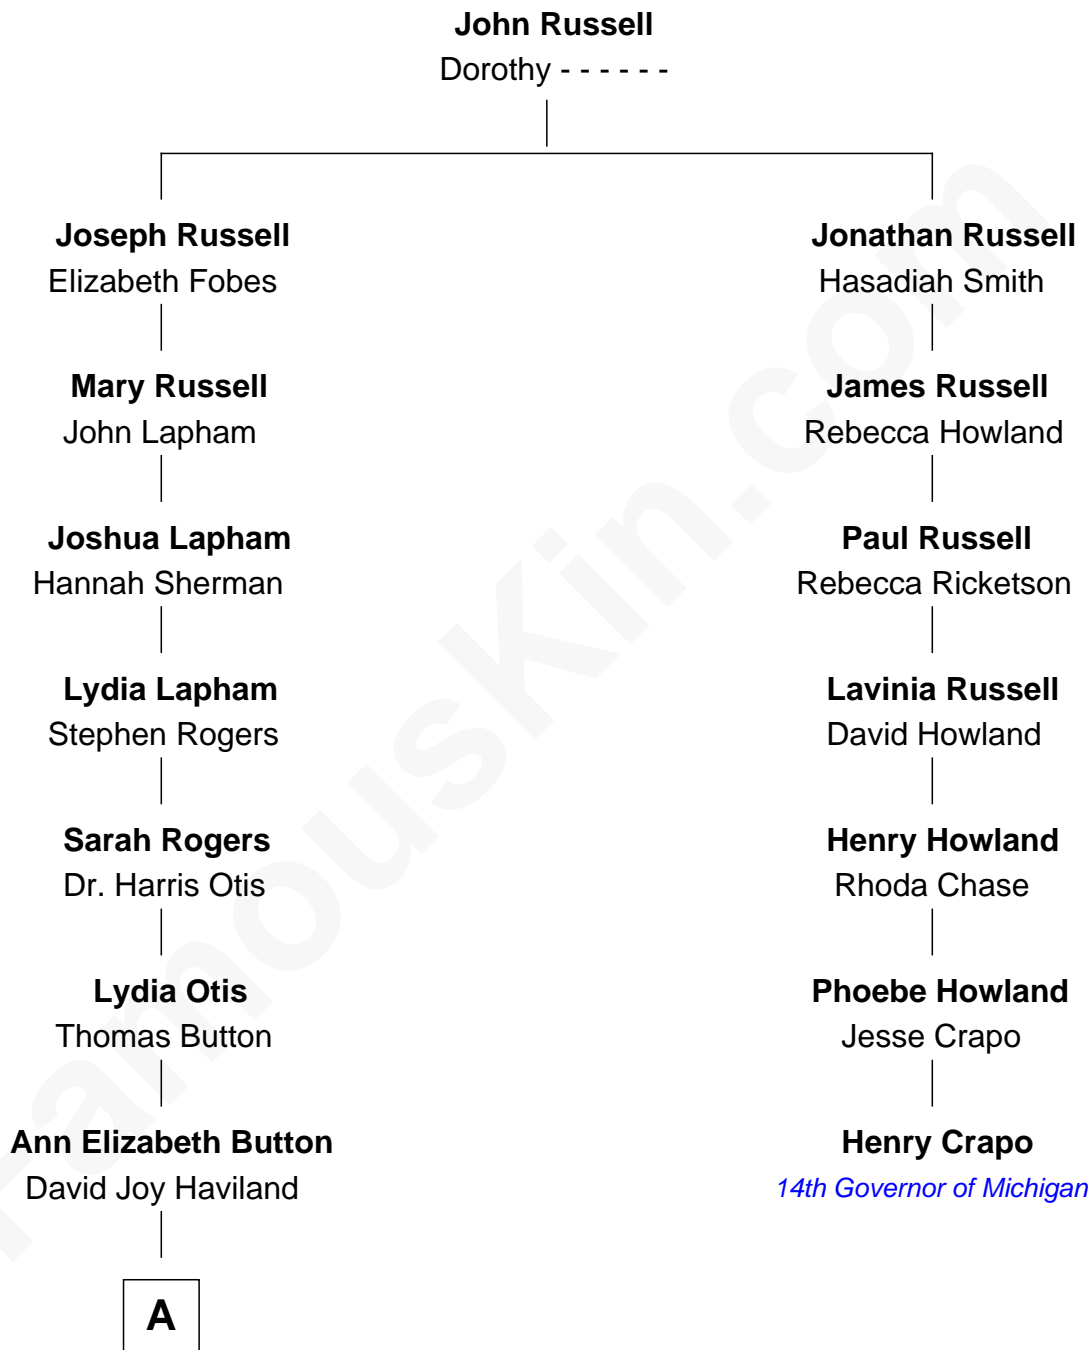 John Russell
Dorothy - - - - - -
Joseph Russell
Elizabeth Fobes
Mary Russell
John Lapham
Joshua Lapham
Hannah Sherman
Lydia Lapham
Stephen Rogers
Sarah Rogers
Dr. Harris Otis
Lydia Otis
Thomas Button
Ann Elizabeth Button
David Joy Haviland
A
Jonathan Russell
Hasadiah Smith
James Russell
Rebecca Howland
Paul Russell
Rebecca Ricketson
Lavinia Russell
David Howland
Henry Howland
Rhoda Chase
Phoebe Howland
Jesse Crapo
Henry Crapo
14th Governor of Michigan
FamousKin.com